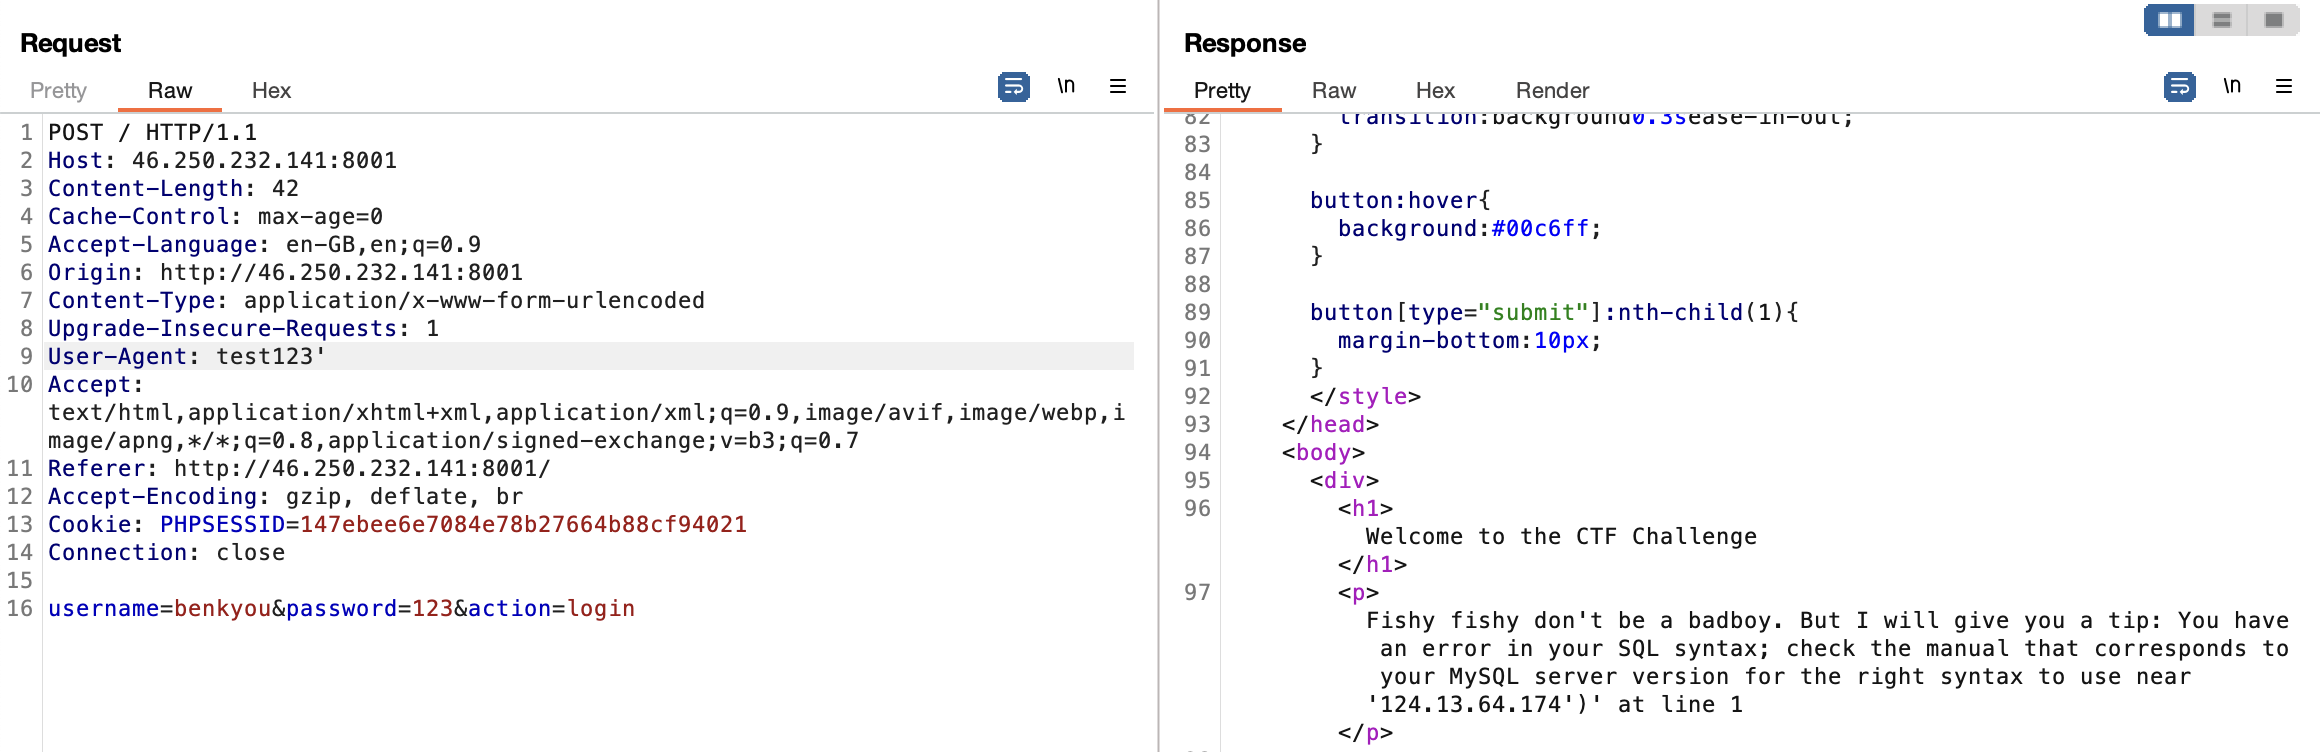 Request
Pretty Raw Hex
\n
1 POST / HTTP/1.1
2 Host: 46.250.232.141:8001
3 Content-Length: 42
4 Cache-Control: max-age=0
5 Accept-Language: en-GB,en;q=0.9
6 Origin: http://46.250.232.141:8001
7 Content-Type: application/x-www-form-urlencoded
8 Upgrade-Insecure-Requests: 1
9 User-Agent: test123'
10 Accept:
text/html,application/xhtml+xml,application/xml;q=0.9,image/avif,image/webp,i
mage/apng,*/*;q=0.8,application/signed-exchange;v=b3;q=0.7
11 Referer: http://46.250.232.141:8001/
12 Accept-Encoding: gzip, deflate, br
13 Cookie: PHPSESSID=147ebee6e7084e78b27664b88cf94021
14 Connection: close
15
16 username=benkyou&password=123&action=login
Response
Pretty Raw Hex Render
\n
82 transition:background0.3sease-in-out;
83 }
84
85 button:hover{
86 background:#00c6ff;
87 }
88
89 button[type="submit"]:nth-child(1){
90 margin-bottom:10px;
91 }
92 </style>
93 </head>
94 <body>
95 <div>
96 <h1>
Welcome to the CTF Challenge
</h1>
97 <p>
Fishy fishy don't be a badboy. But I will give you a tip: You have
an error in your SQL syntax; check the manual that corresponds to
your MySQL server version for the right syntax to use near
'124.13.64.174')' at line 1
</p>